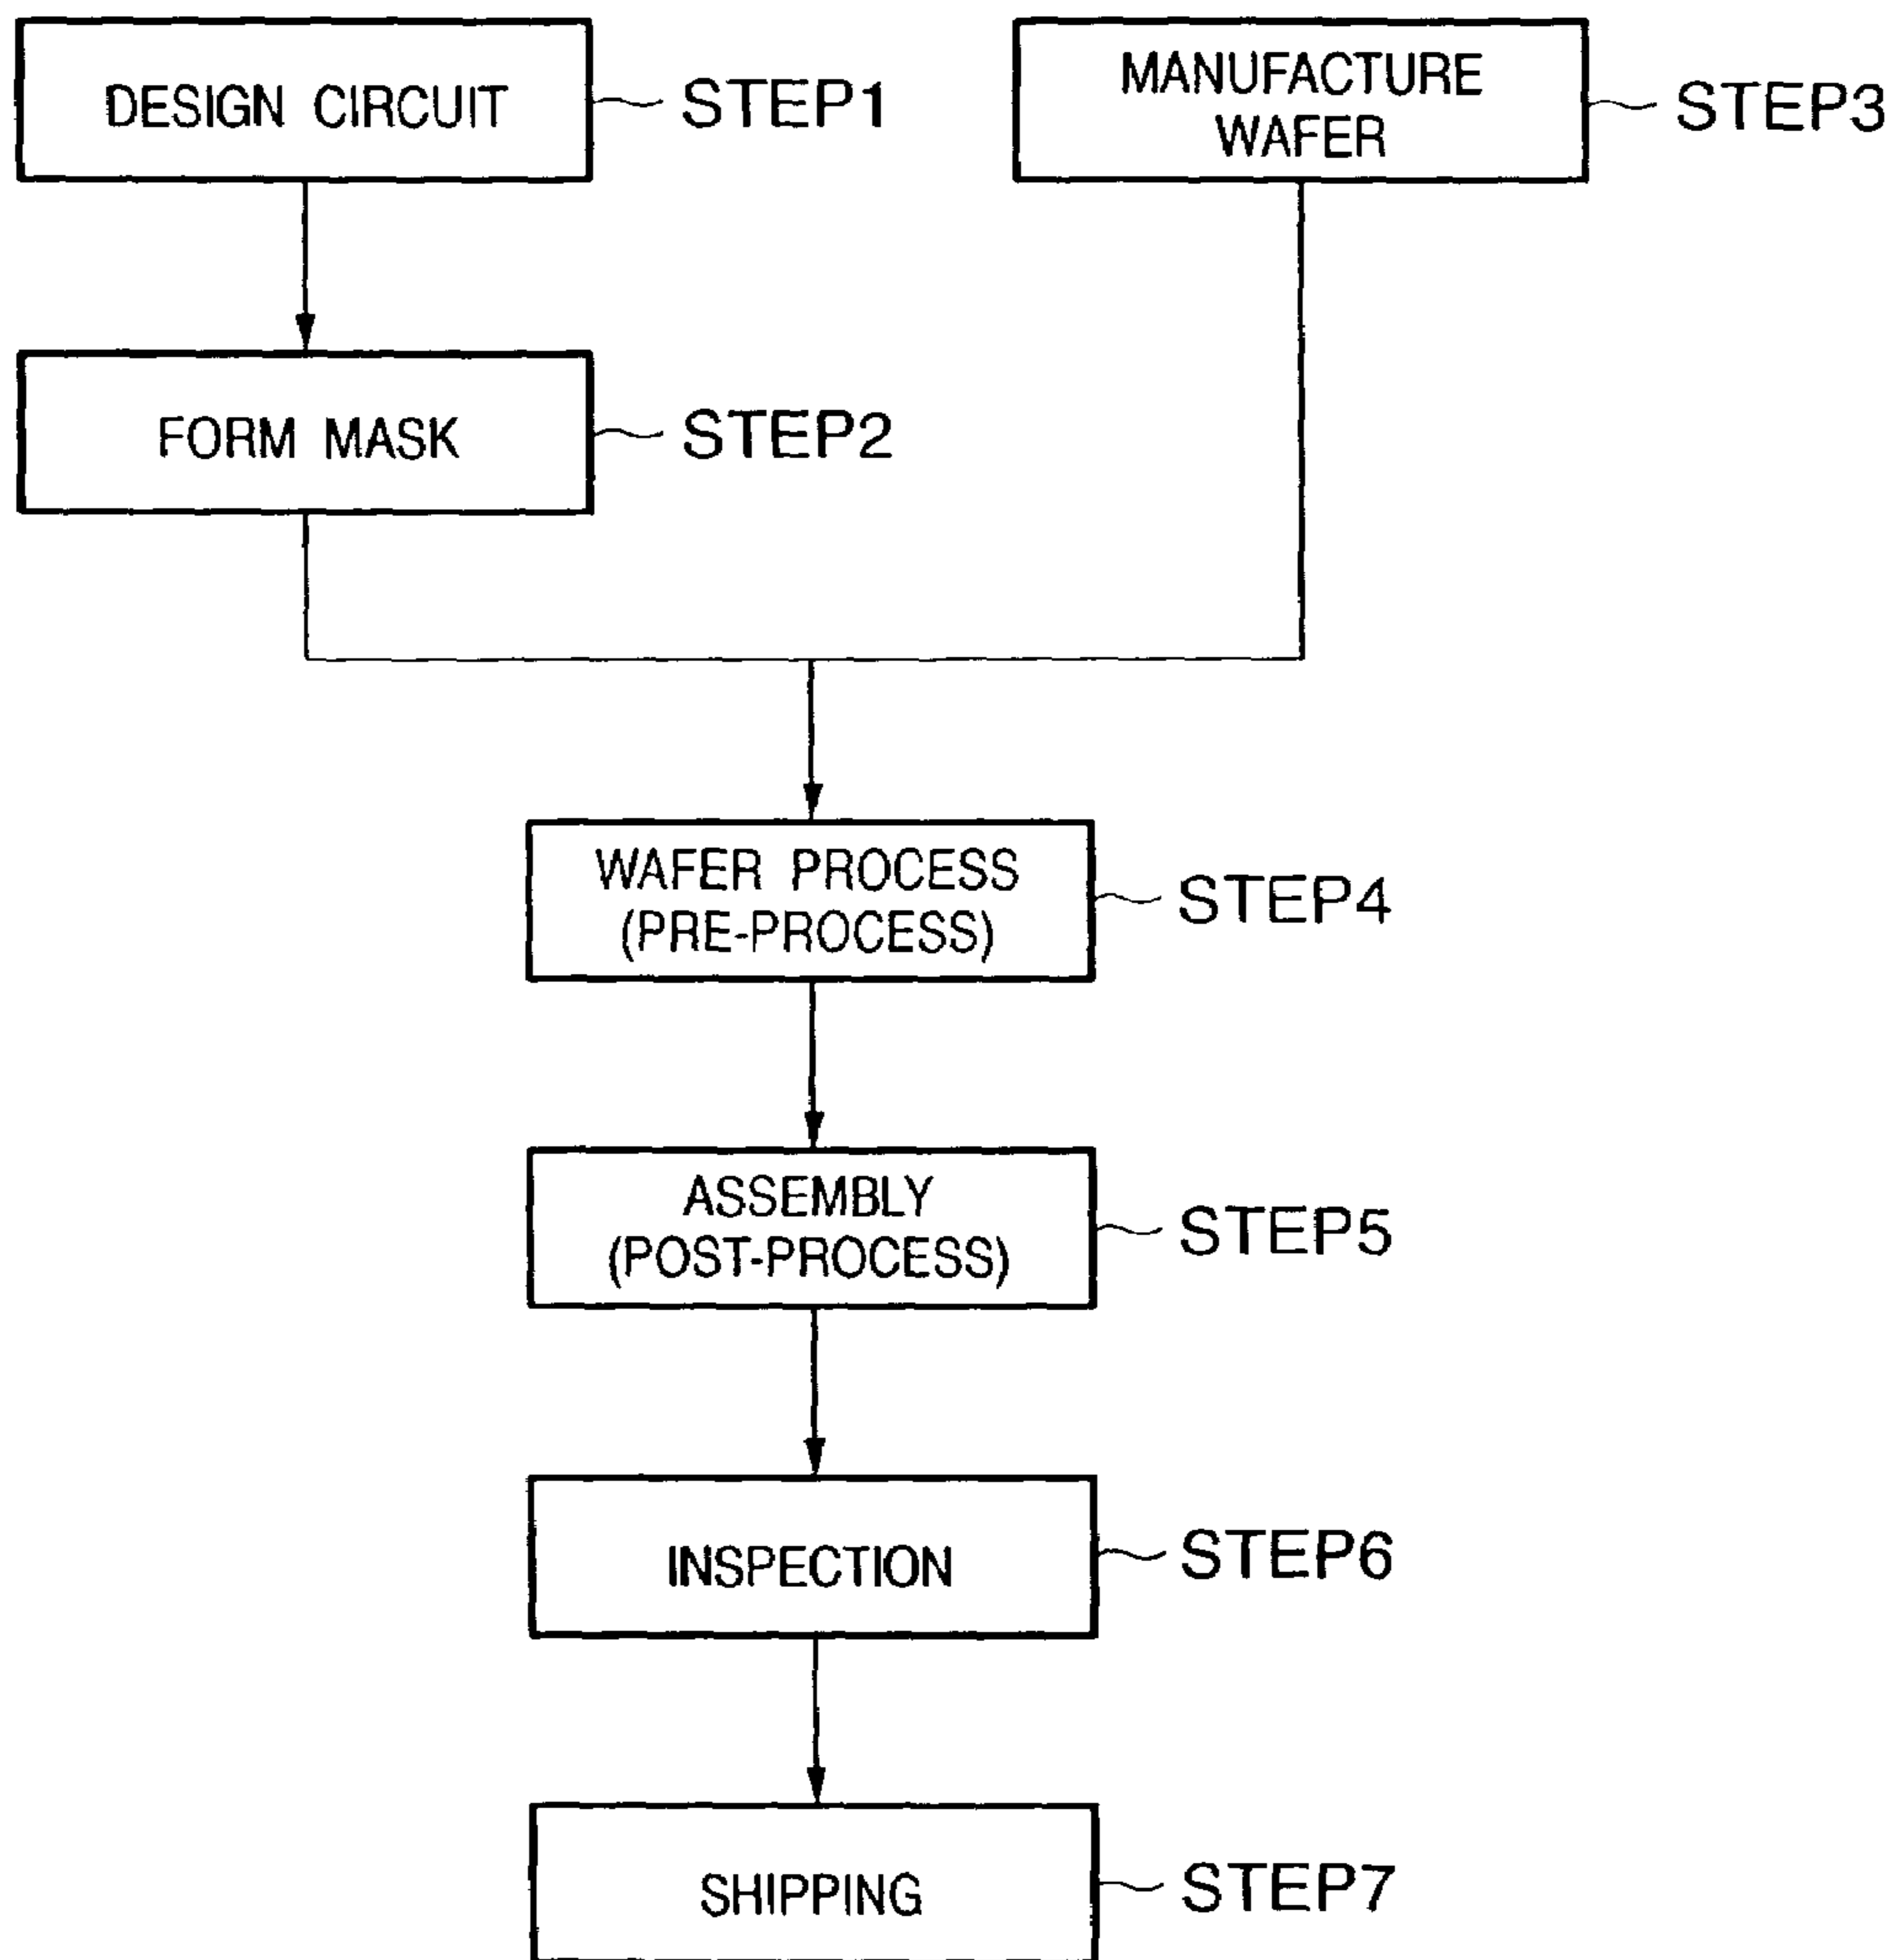 DESIGN CIRCUIT
STEP1
MANUFACTURE
WAFER
STEP3
FORM MASK
STEP2
WAFER PROCESS
(PRE-PROCESS)
STEP4
ASSEMBLY
(POST-PROCESS)
STEP5
INSPECTION
STEP6
SHIPPING
STEP7